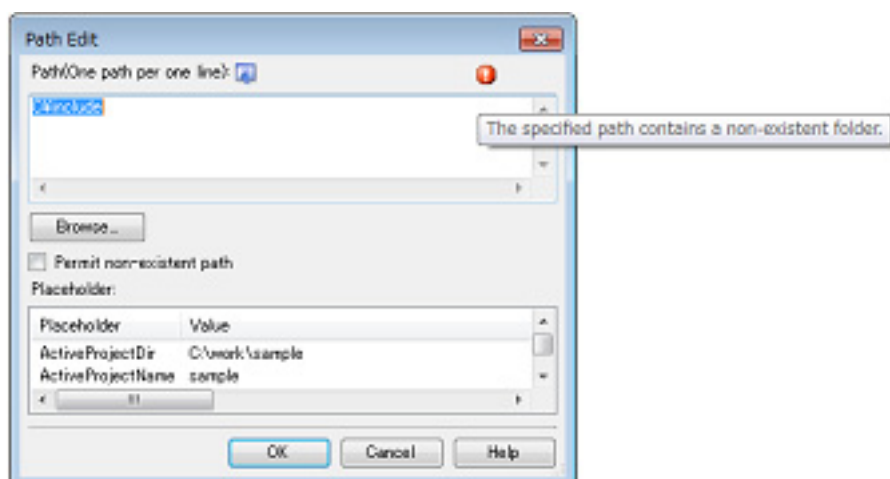 Path Edit
Path(One path per one line):
The specified path contains a non-existent folder.
Browse...
Permit non-existent path
Placeholder:
Placeholder Value
ActiveProjectDir C:\work\sample
ActiveProjectName sample
OK Cancel Help